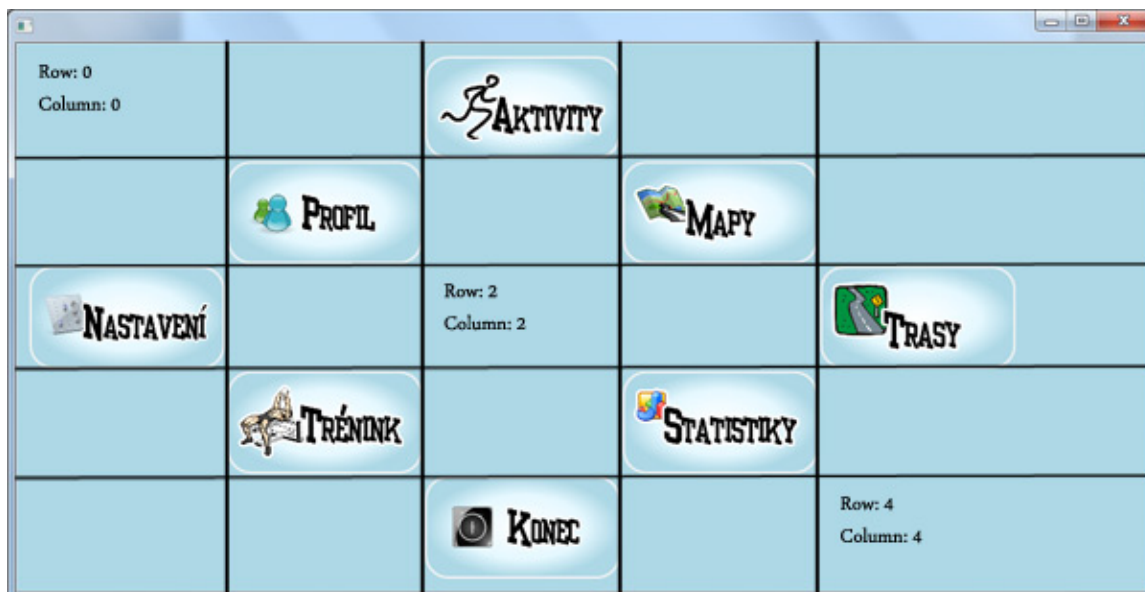 Row: 0
Column: 0
AKTIVITY
PROFIL
MAPY
NASTAVENÍ
Row: 2
Column: 2
TRASY
TRÉNINK
STATISTIKY
KONEC
Row: 4
Column: 4